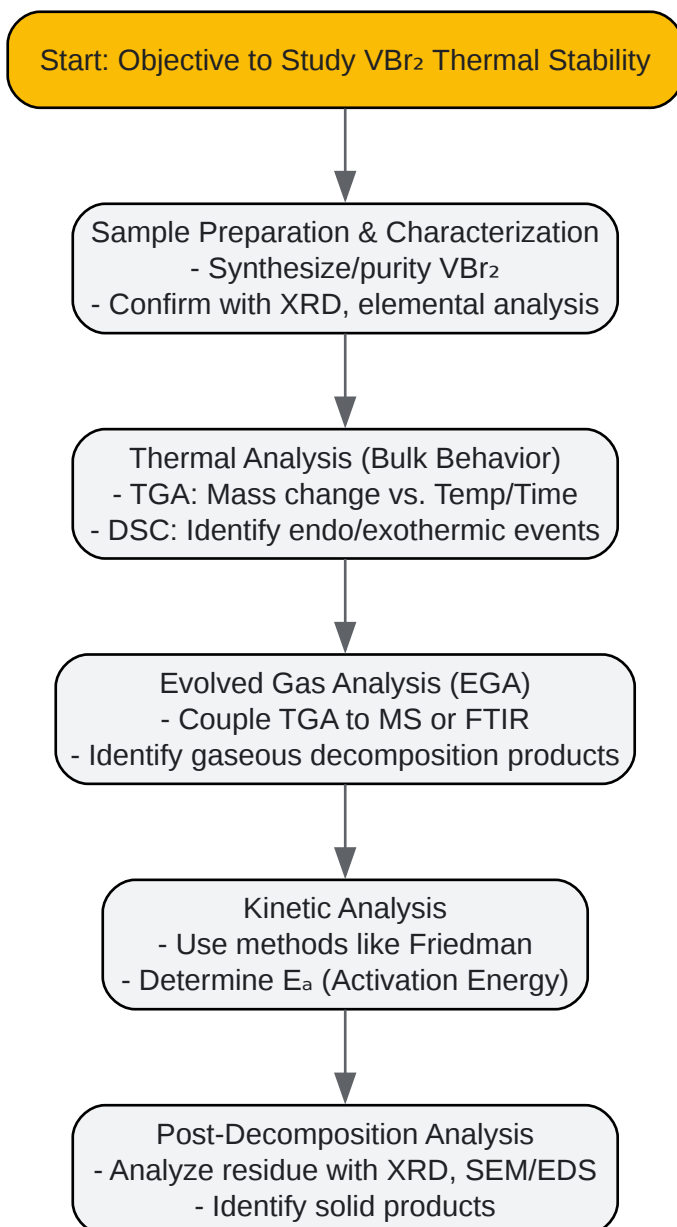 Start: Objective to Study VBr₂ Thermal Stability
Sample Preparation & Characterization
- Synthesize/purity VBr₂
- Confirm with XRD, elemental analysis
Thermal Analysis (Bulk Behavior)
- TGA: Mass change vs. Temp/Time
- DSC: Identify endo/exothermic events
Evolved Gas Analysis (EGA)
- Couple TGA to MS or FTIR
- Identify gaseous decomposition products
Kinetic Analysis
- Use methods like Friedman
- Determine Eₐ (Activation Energy)
Post-Decomposition Analysis
- Analyze residue with XRD, SEM/EDS
- Identify solid products